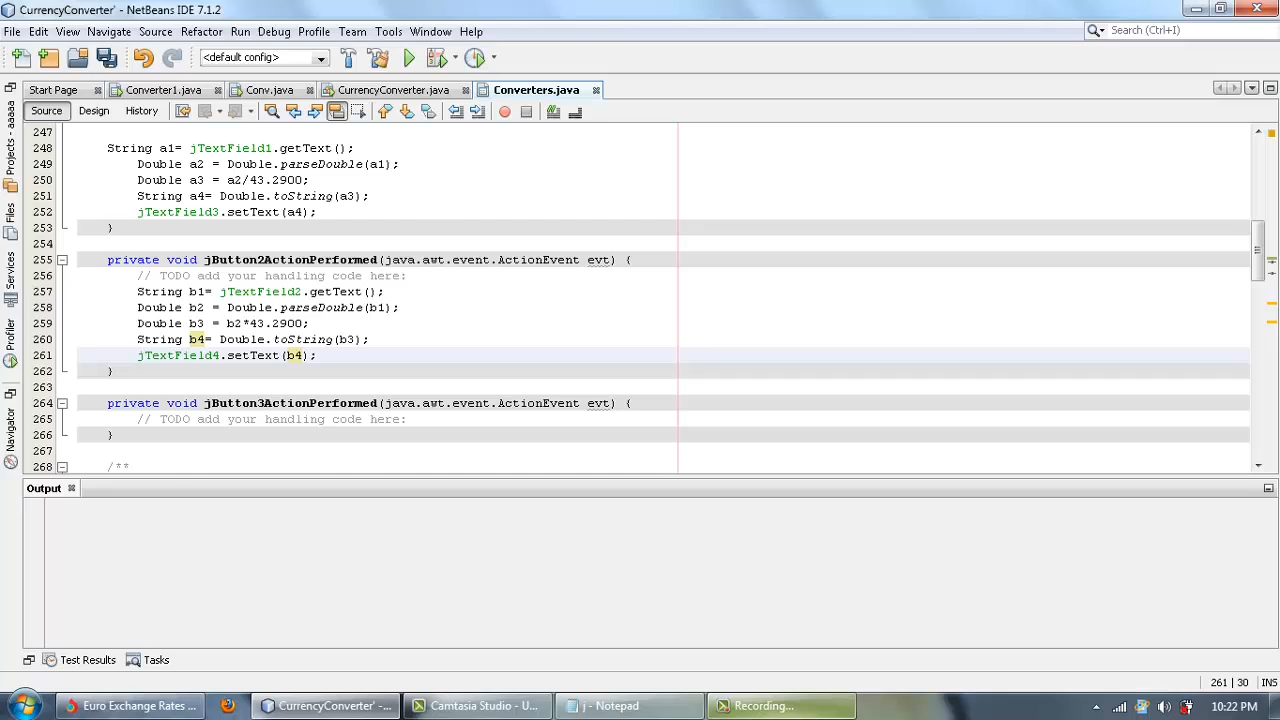 CurrencyConverter' - NetBeans IDE 7.1.2
File Edit View Navigate Source Refactor Run Debug Profile Team Tools Window Help
Search (Ctrl+I)
<default config>
Start Page Converter1.java Conv.java CurrencyConverter.java Converters.java
Source Design History
247
248 String a1= jTextField1.getText();
249 Double a2 = Double.parseDouble(a1);
250 Double a3 = a2/43.2900;
251 String a4= Double.toString(a3);
252 jTextField3.setText(a4);
253 }
254
255 private void jButton2ActionPerformed(java.awt.event.ActionEvent evt) {
256 // TODO add your handling code here:
257 String b1= jTextField2.getText();
258 Double b2 = Double.parseDouble(b1);
259 Double b3 = b2*43.2900;
260 String b4= Double.toString(b3);
261 jTextField4.setText(b4);
262 }
263
264 private void jButton3ActionPerformed(java.awt.event.ActionEvent evt) {
265 // TODO add your handling code here:
266 }
267
268 /**
Projects - aaaaa
Files
Services
Profiler
Navigator
Output
Test Results Tasks
261 | 30 INS
Euro Exchange Rates ... CurrencyConverter' -... Camtasia Studio - U... j - Notepad Recording... 10:22 PM